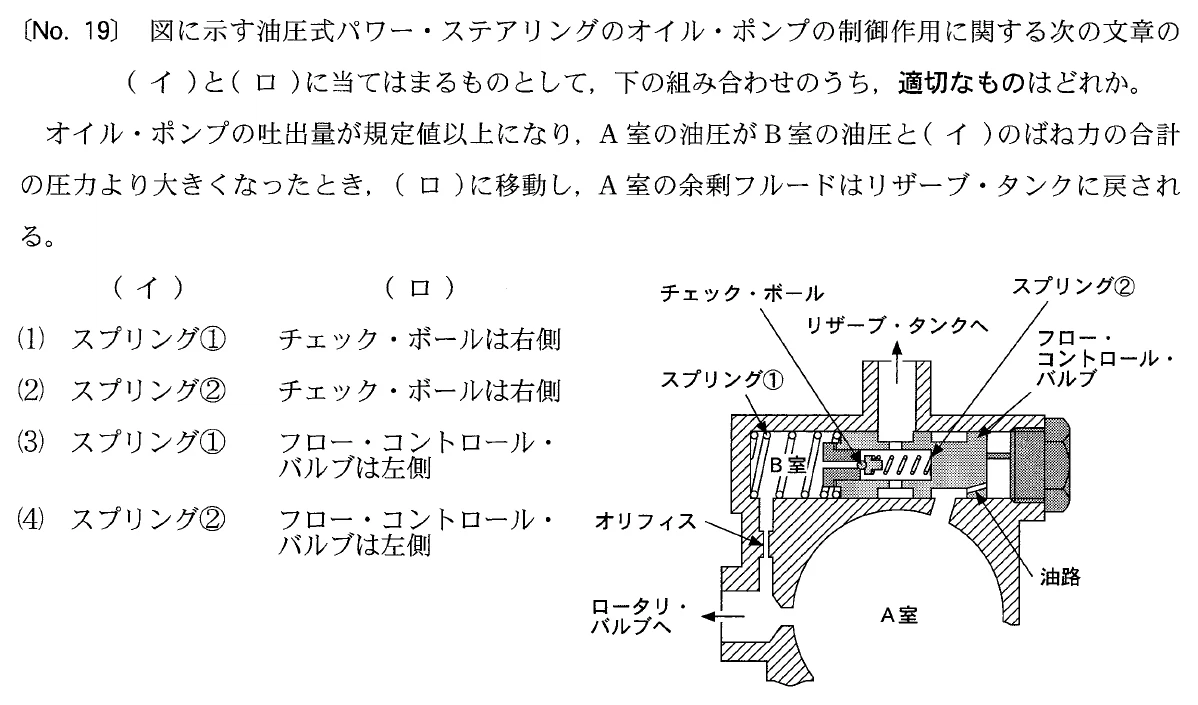 〔No. 19〕 図に示す油圧式パワー・ステアリングのオイル・ポンプの制御作用に関する次の文章の
( イ )と( ロ )に当てはまるものとして，下の組み合わせのうち，適切なものはどれか。
オイル・ポンプの吐出量が規定値以上になり，A室の油圧がB室の油圧と( イ )のばね力の合計
の圧力より大きくなったとき，( ロ )に移動し，A室の余剰フルードはリザーブ・タンクに戻され
る。
( イ ) ( ロ )
(1) スプリング① チェック・ボールは右側
(2) スプリング② チェック・ボールは右側
(3) スプリング① フロー・コントロール・
バルブは左側
(4) スプリング② フロー・コントロール・
バルブは左側
チェック・ボール
スプリング②
リザーブ・タンクへ
フロー・
コントロール・
バルブ
スプリング①
B室
オリフィス
油路
ロータリ・
バルブへ
A室